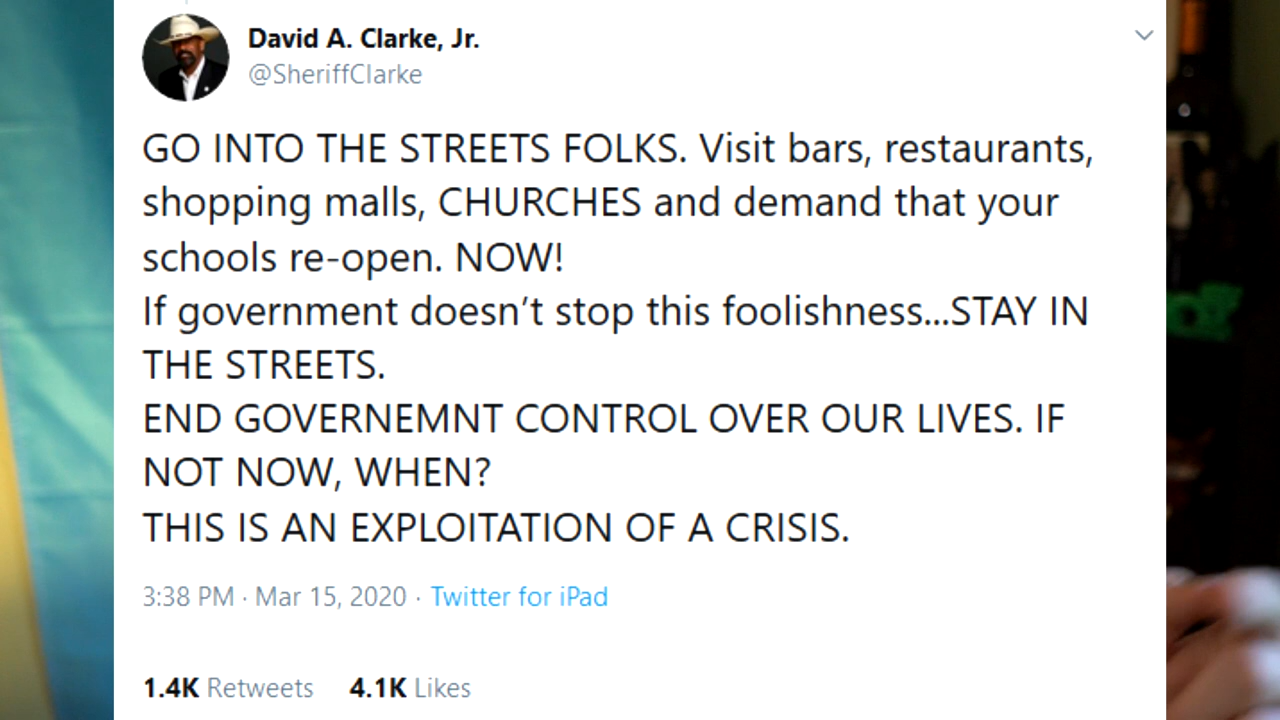 David A. Clarke, Jr.
@SheriffClarke
GO INTO THE STREETS FOLKS. Visit bars, restaurants,
shopping malls, CHURCHES and demand that your
schools re-open. NOW!
If government doesn’t stop this foolishness...STAY IN
THE STREETS.
END GOVERNEMNT CONTROL OVER OUR LIVES. IF
NOT NOW, WHEN?
THIS IS AN EXPLOITATION OF A CRISIS.
3:38 PM · Mar 15, 2020 · Twitter for iPad
1.4K Retweets 4.1K Likes